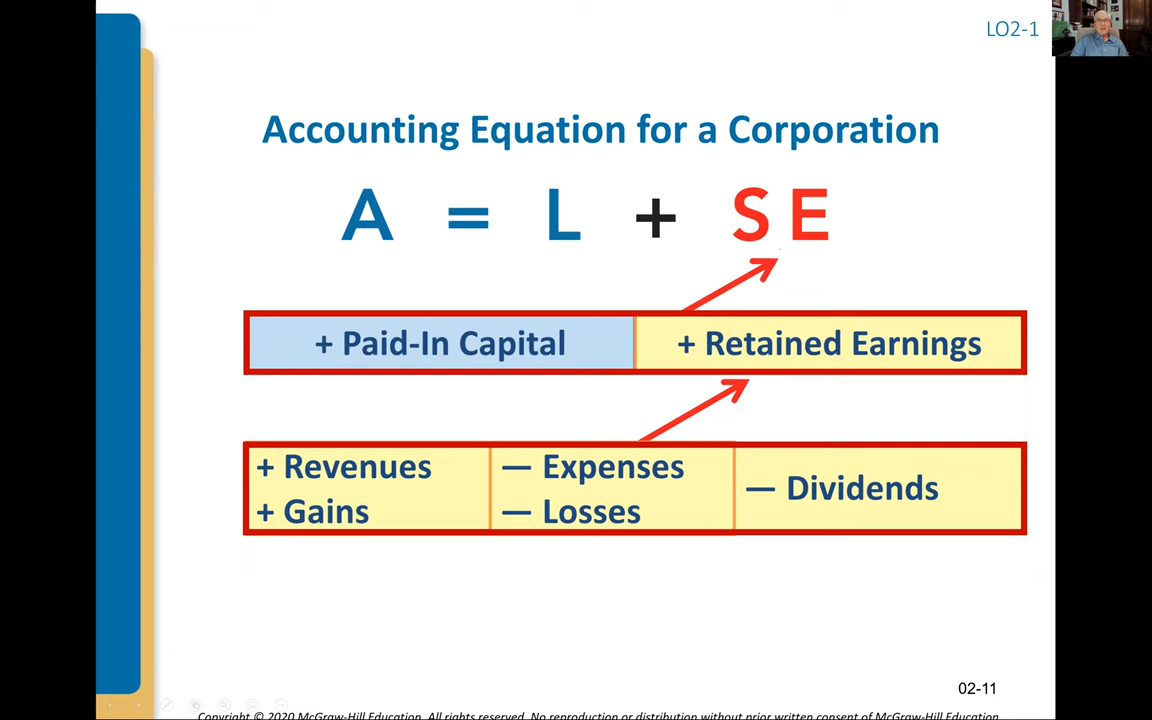 LO2-1
Accounting Equation for a Corporation
A = L + S E
+ Paid-In Capital + Retained Earnings
+ Revenues — Expenses
— Dividends
+ Gains — Losses
02-11
Copyright © 2020 McGraw-Hill Education. All rights reserved. No reproduction or distribution without prior written consent of McGraw-Hill Education